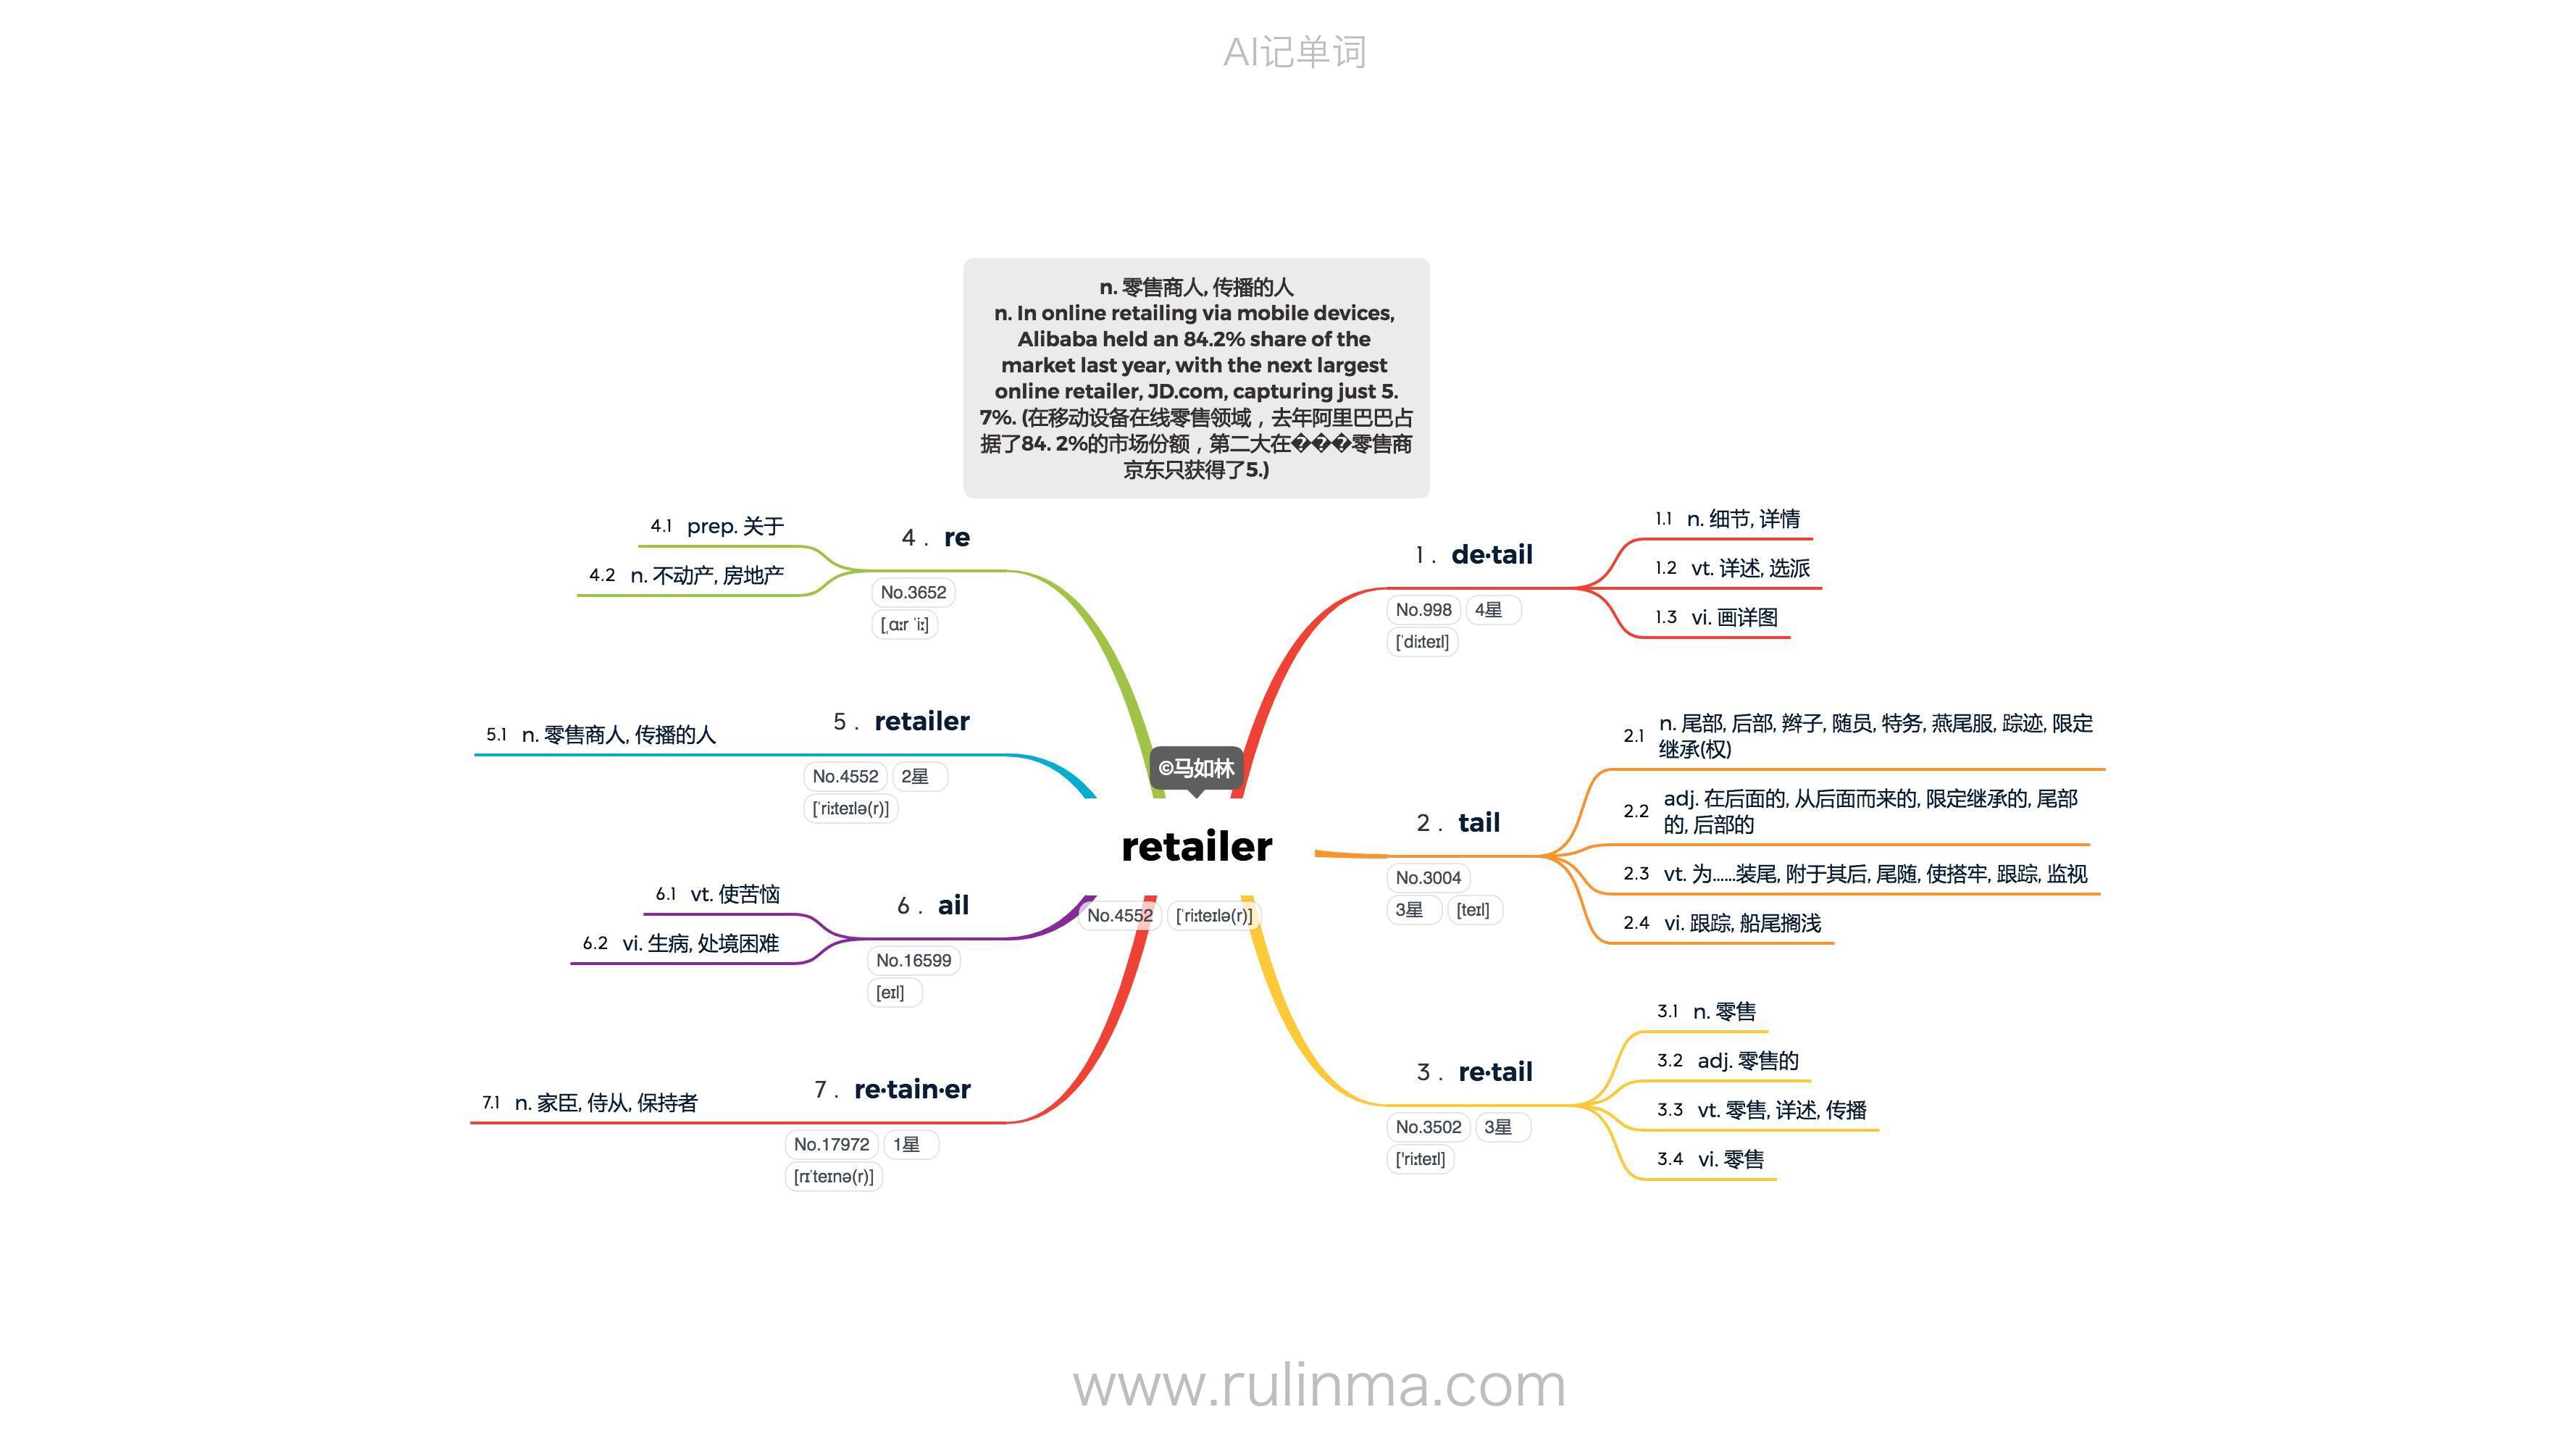 AI记单词
n. 零售商人, 传播的人
n. In online retailing via mobile devices,
Alibaba held an 84.2% share of the
market last year, with the next largest
online retailer, JD.com, capturing just 5.
7%. (在移动设备在线零售领域，去年阿里巴巴占
据了84. 2%的市场份额，第二大在���零售商
京东只获得了5.)
©马如林
retailer
No.4552 [ˈriːteɪlə(r)]
1 . de·tail
No.998 4星
[ˈdiːteɪl]
1.1 n. 细节, 详情
1.2 vt. 详述, 选派
1.3 vi. 画详图
2 . tail
No.3004
3星 [teɪl]
2.1 n. 尾部, 后部, 辫子, 随员, 特务, 燕尾服, 踪迹, 限定
继承(权)
2.2 adj. 在后面的, 从后面而来的, 限定继承的, 尾部
的, 后部的
2.3 vt. 为……装尾, 附于其后, 尾随, 使搭牢, 跟踪, 监视
2.4 vi. 跟踪, 船尾搁浅
3 . re·tail
No.3502 3星
['riːteɪl]
3.1 n. 零售
3.2 adj. 零售的
3.3 vt. 零售, 详述, 传播
3.4 vi. 零售
4 . re
No.3652
[ˌɑːr ˈiː]
4.1 prep. 关于
4.2 n. 不动产, 房地产
5 . retailer
No.4552 2星
[ˈriːteɪlə(r)]
5.1 n. 零售商人, 传播的人
6 . ail
No.16599
[eɪl]
6.1 vt. 使苦恼
6.2 vi. 生病, 处境困难
7 . re·tain·er
No.17972 1星
[rɪˈteɪnə(r)]
7.1 n. 家臣, 侍从, 保持者
www.rulinma.com